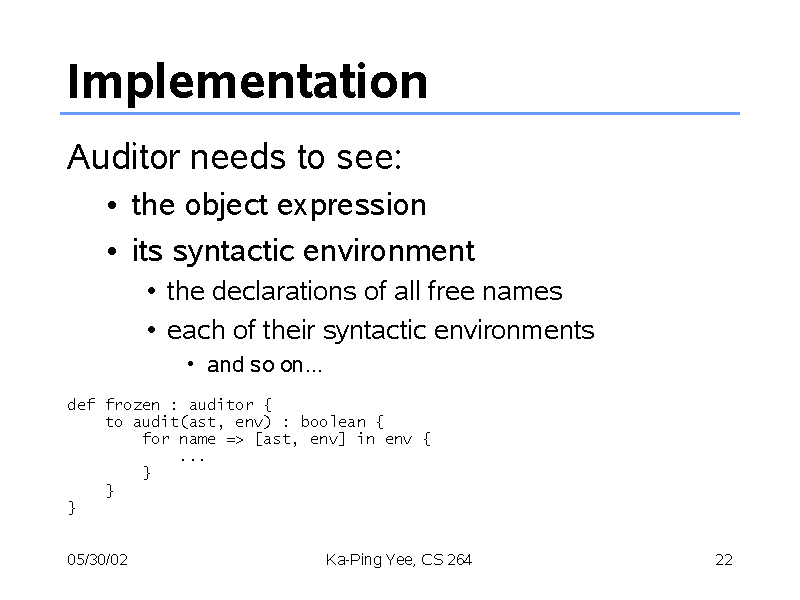 Implementation
Auditor needs to see:
• the object expression
• its syntactic environment
• the declarations of all free names
• each of their syntactic environments
• and so on...
def frozen : auditor {
    to audit(ast, env) : boolean {
        for name => [ast, env] in env {
            ...
        }
    }
}
05/30/02 Ka-Ping Yee, CS 264 22